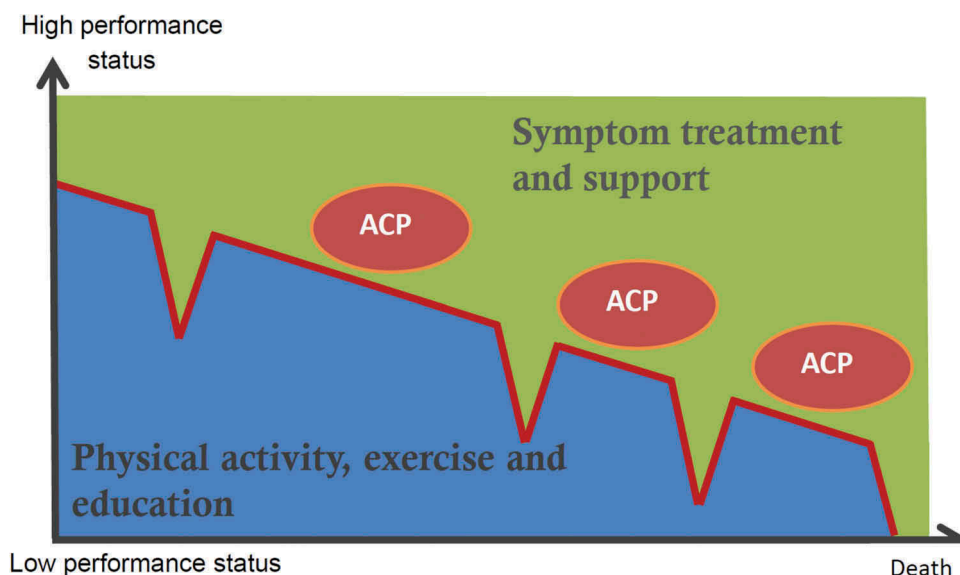 High performance
status
Symptom treatment
and support
ACP
ACP
ACP
Physical activity, exercise and
education
Low performance status
Death